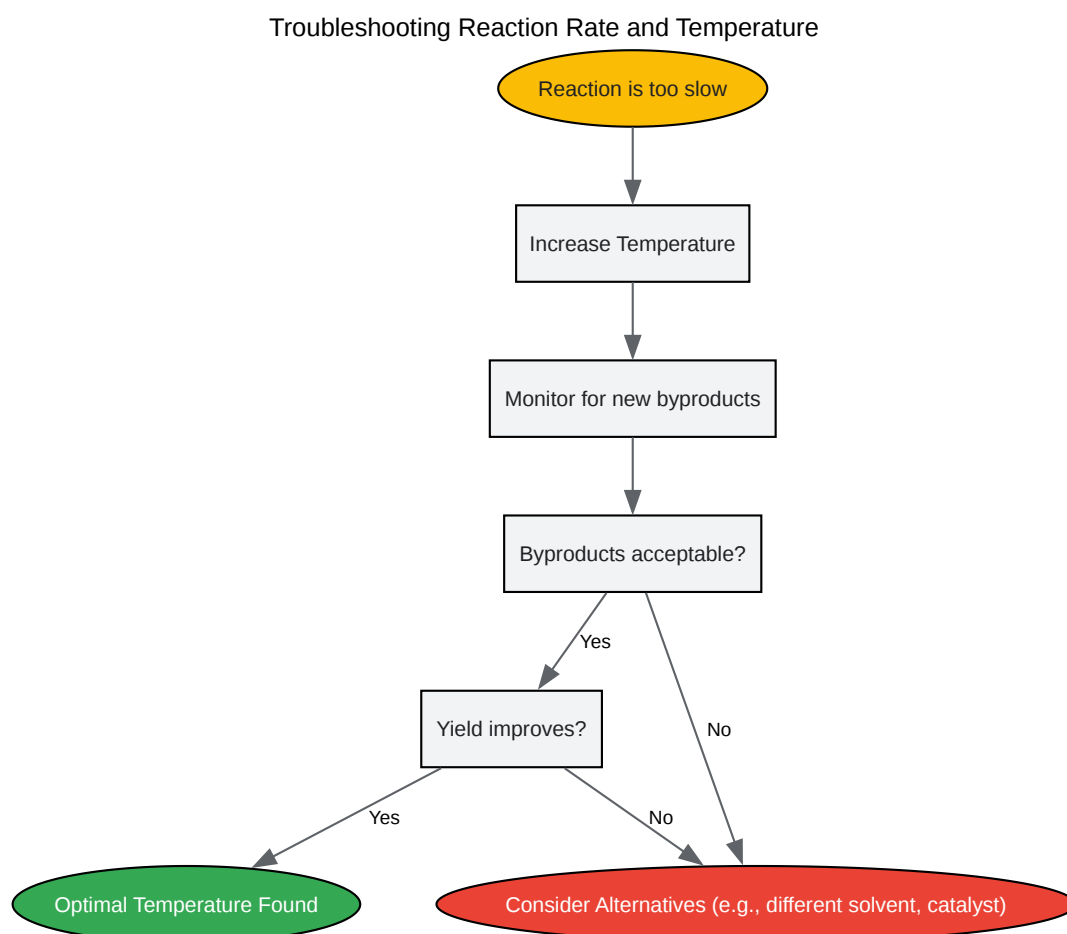 Troubleshooting Reaction Rate and Temperature
Reaction is too slow
Increase Temperature
Monitor for new byproducts
Byproducts acceptable?
Yes
No
Yield improves?
Yes
No
Optimal Temperature Found
Consider Alternatives (e.g., different solvent, catalyst)